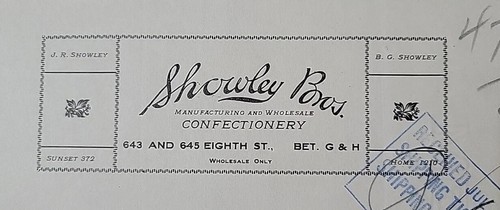 J. R. SHOWLEY
B. G. SHOWLEY
Showley Bros.
MANUFACTURING AND WHOLESALE
CONFECTIONERY
643 AND 645 EIGHTH ST., BET. G & H
WHOLESALE ONLY
SUNSET 372
HOME 1910